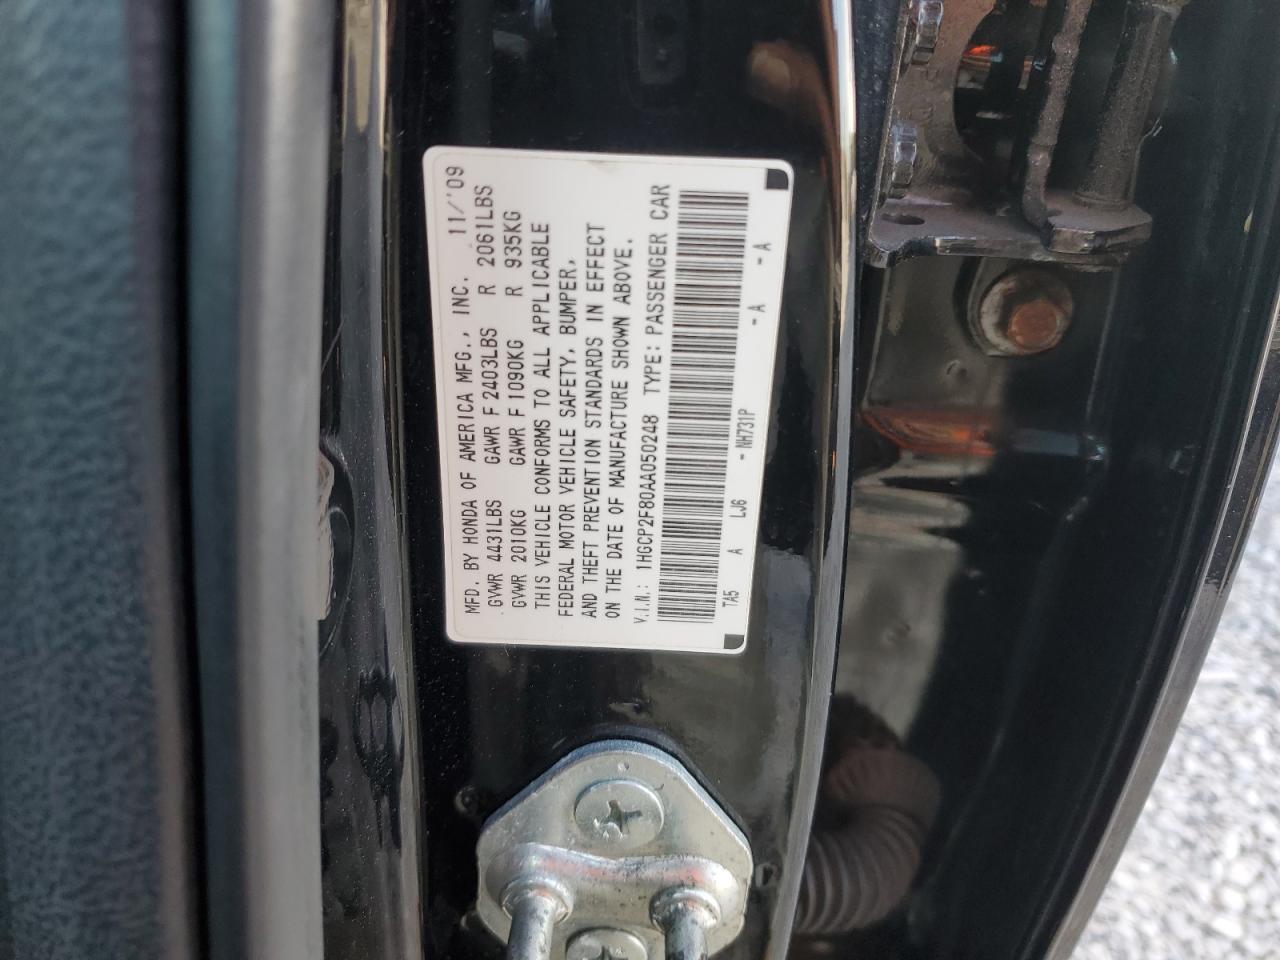 MFD. BY HONDA OF AMERICA MFG., INC. 11/'09
GVWR 4431LBS GAWR F 2403LBS R 2061LBS
GVWR 2010KG GAWR F 1090KG R 935KG
THIS VEHICLE CONFORMS TO ALL APPLICABLE
FEDERAL MOTOR VEHICLE SAFETY, BUMPER,
AND THEFT PREVENTION STANDARDS IN EFFECT
ON THE DATE OF MANUFACTURE SHOWN ABOVE.
V.I.N.: 1HGCP2F80AA050248 TYPE: PASSENGER CAR
TA5 A LJ6 - NH731P - A - A